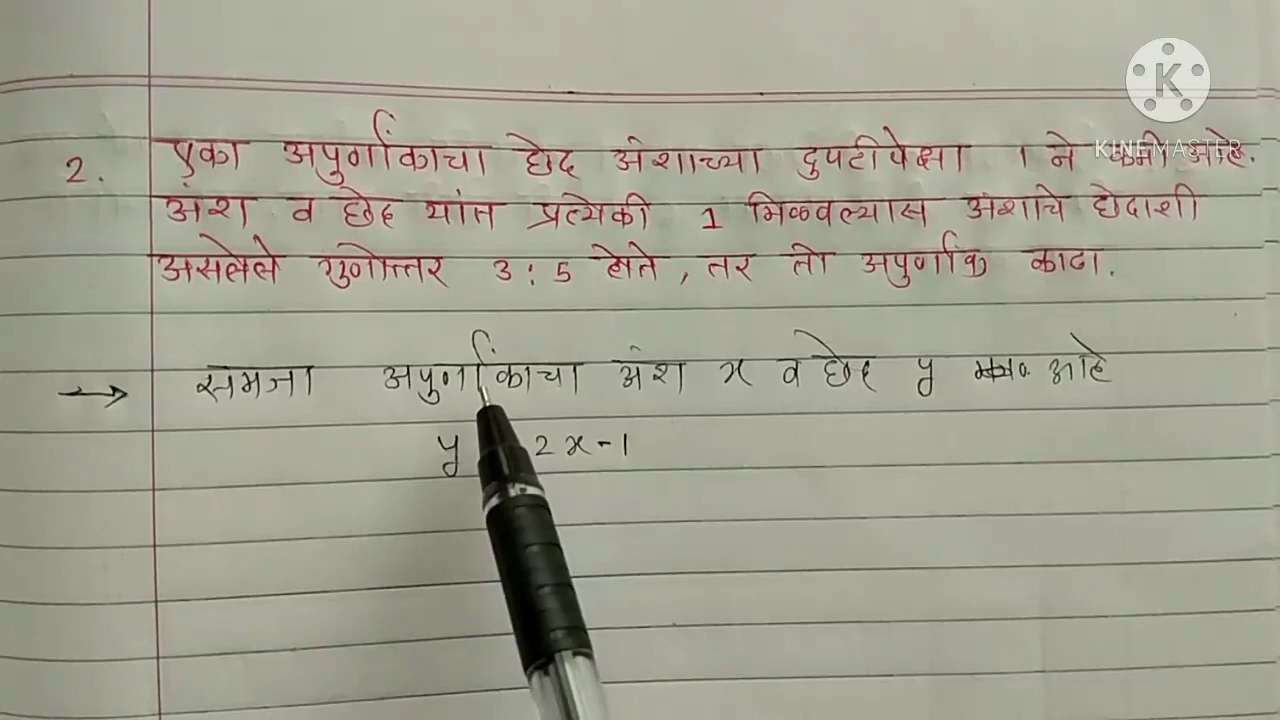 K
KINEMASTER
2. एका अपुर्णांकाचा छेद अंशाच्या दुपटीपेक्षा 1 ने कमी आहे.
अंश व छेद यांत प्रत्येकी 1 मिळवल्यास अंशाचे छेदाशी
असलेले गुणोत्तर 3 : 5 होते , तर तो अपुर्णांक काढा .
→ समजा अपुर्णांकाचा अंश x व छेद y आहे
y 2x-1